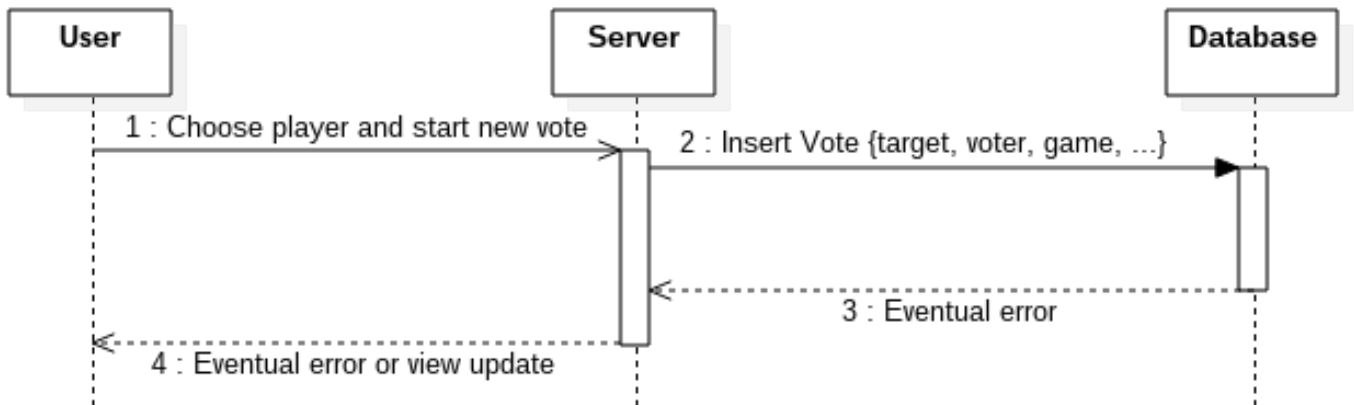 User
Server
Database
1 : Choose player and start new vote
2 : Insert Vote {target, voter, game, ...}
3 : Eventual error
4 : Eventual error or view update